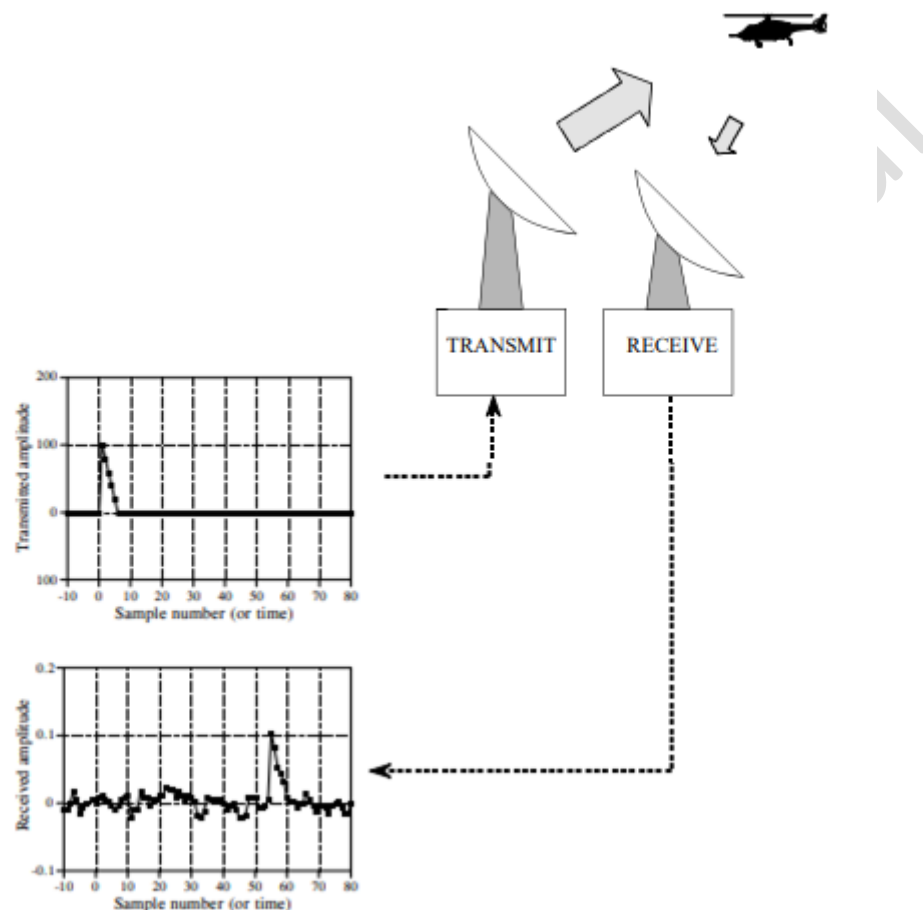 TRANSMIT
RECEIVE
200
100
0
100
Transmitted amplitude
-10 0 10 20 30 40 50 60 70 80
Sample number (or time)
0.2
0.1
0
-0.1
Received amplitude
-10 0 10 20 30 40 50 60 70 80
Sample number (or time)